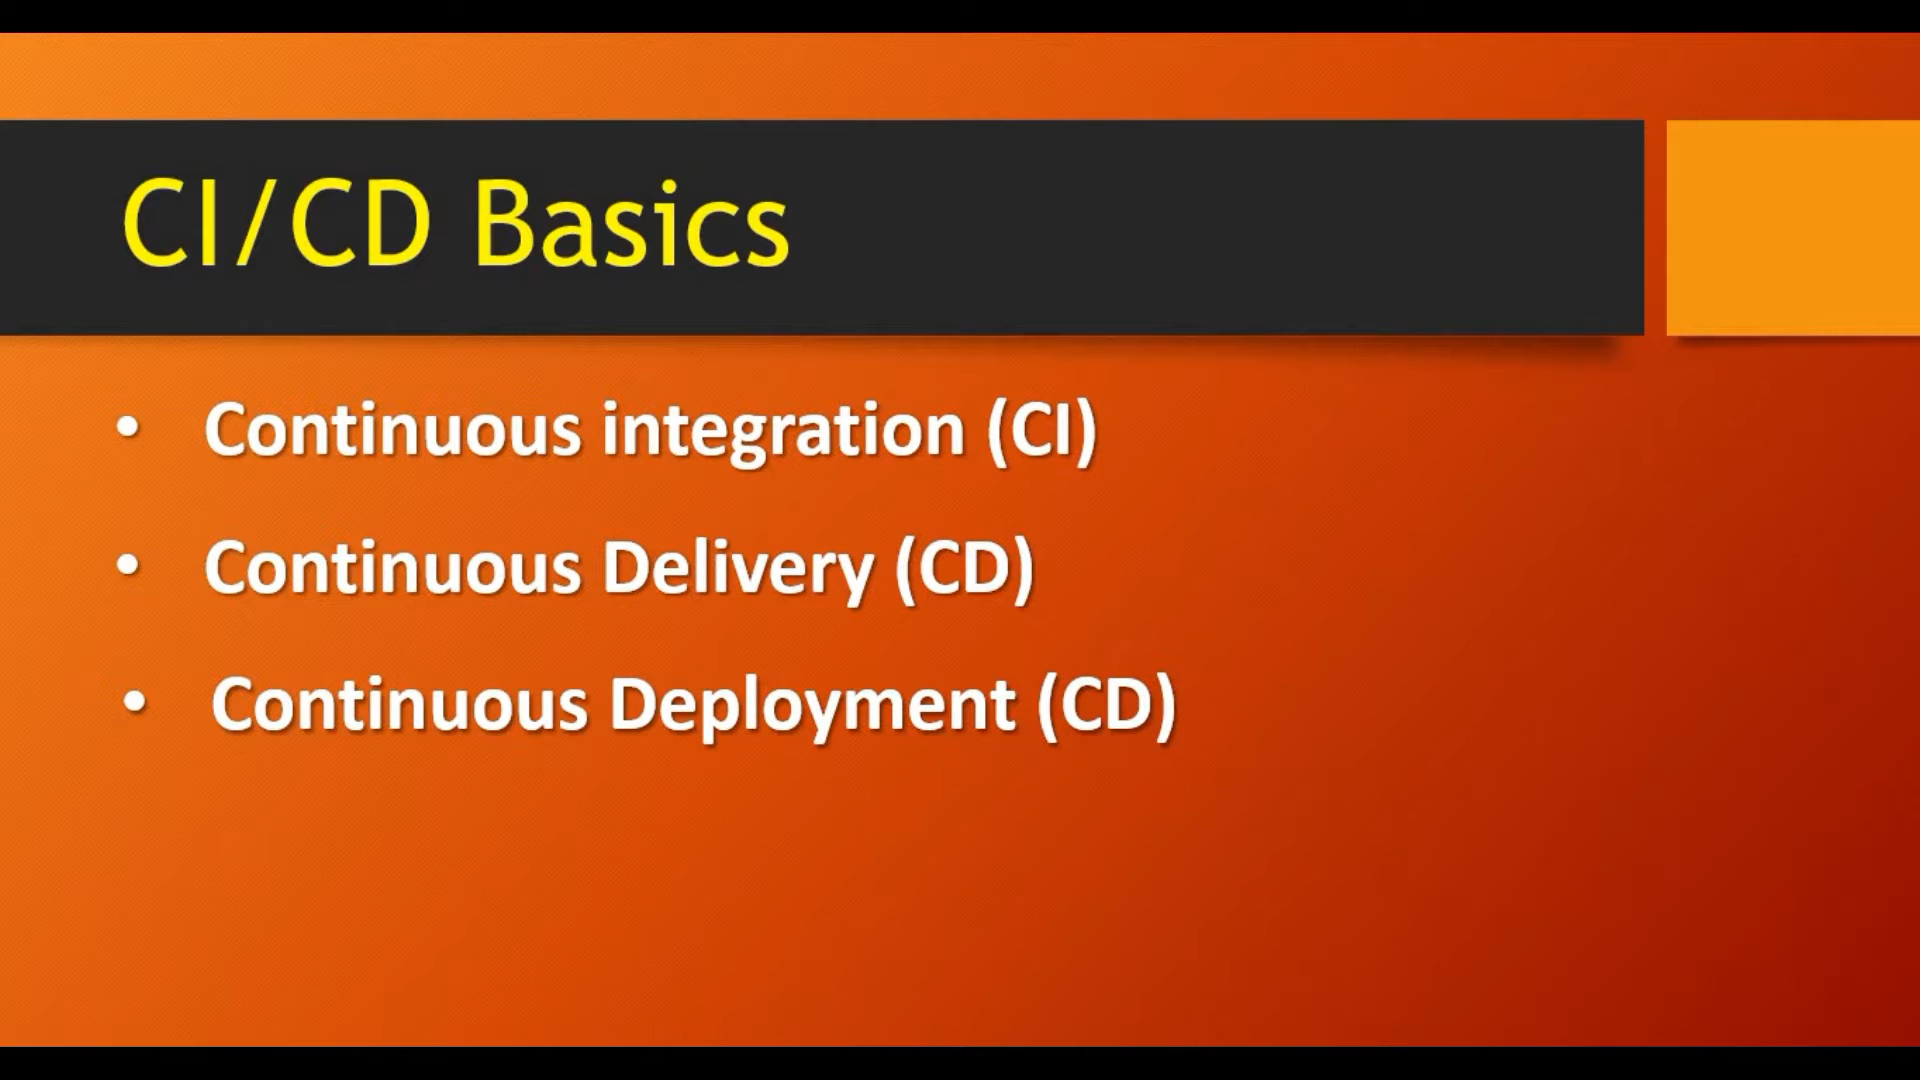 CI/CD Basics
• Continuous integration (CI)
• Continuous Delivery (CD)
• Continuous Deployment (CD)